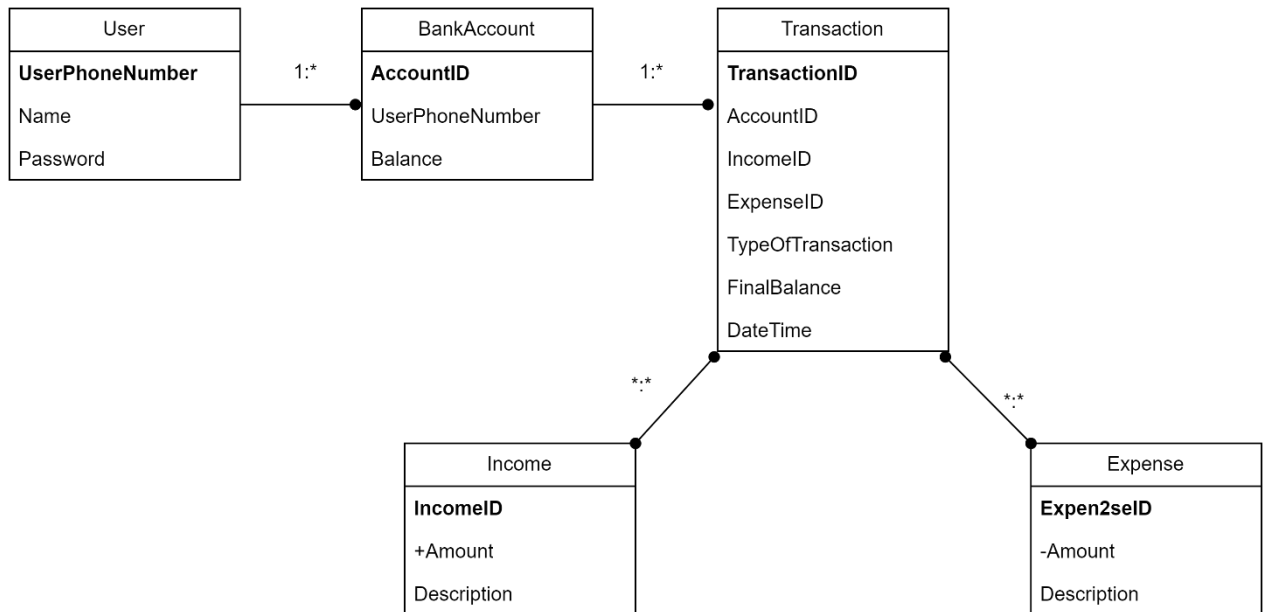 User
UserPhoneNumber
Name
Password
1:*
BankAccount
AccountID
UserPhoneNumber
Balance
1:*
Transaction
TransactionID
AccountID
IncomeID
ExpenseID
TypeOfTransaction
FinalBalance
DateTime
*:*
*:*
Income
IncomeID
+Amount
Description
Expense
Expen2seID
-Amount
Description